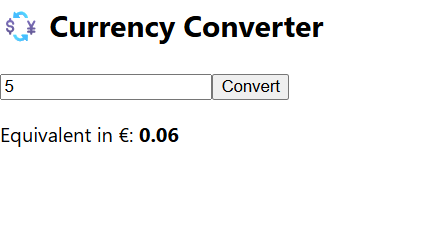 $ ¥ Currency Converter
5 Convert
Equivalent in €: 0.06